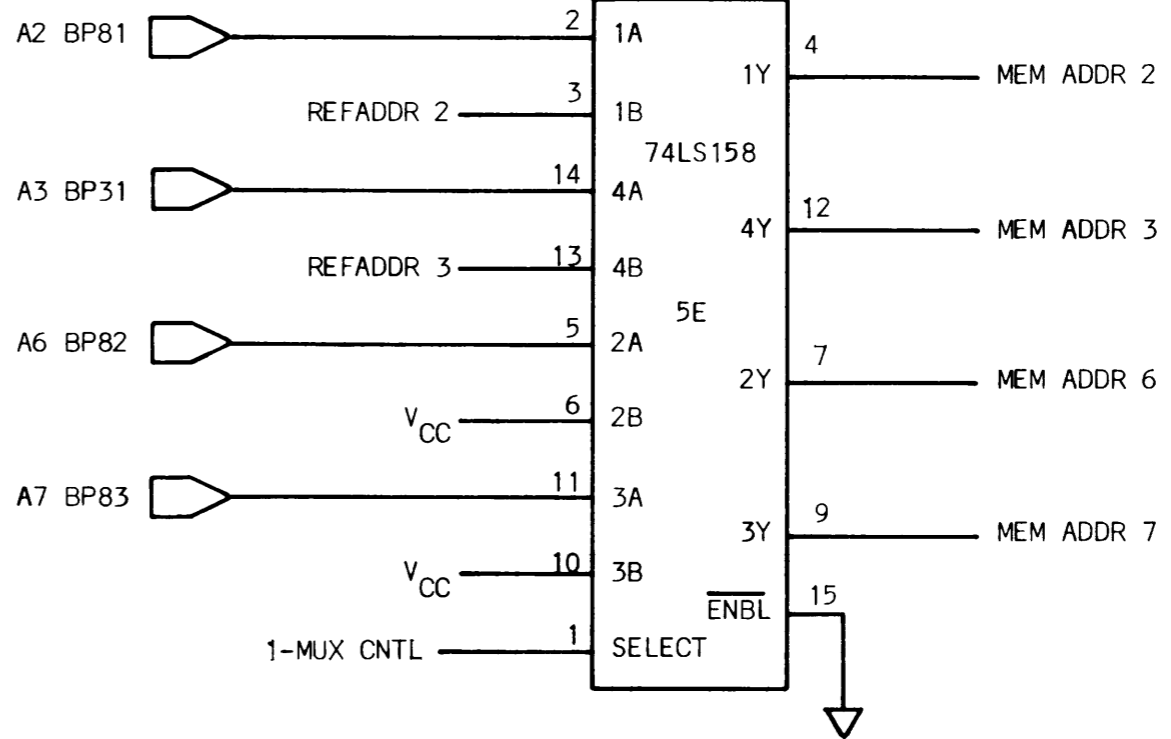 A2 BP81 2 1A
1Y 4 MEM ADDR 2
REFADDR 2 3 1B
74LS158
A3 BP31 14 4A
4Y 12 MEM ADDR 3
REFADDR 3 13 4B
5E
A6 BP82 5 2A
2Y 7 MEM ADDR 6
VCC 6 2B
A7 BP83 11 3A
3Y 9 MEM ADDR 7
VCC 10 3B
ENBL 15
1-MUX CNTL 1 SELECT